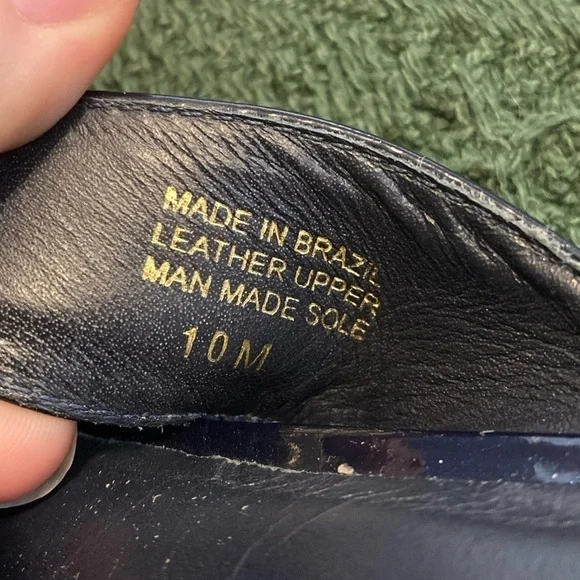 MADE IN BRAZIL
LEATHER UPPER
MAN MADE SOLE
10M